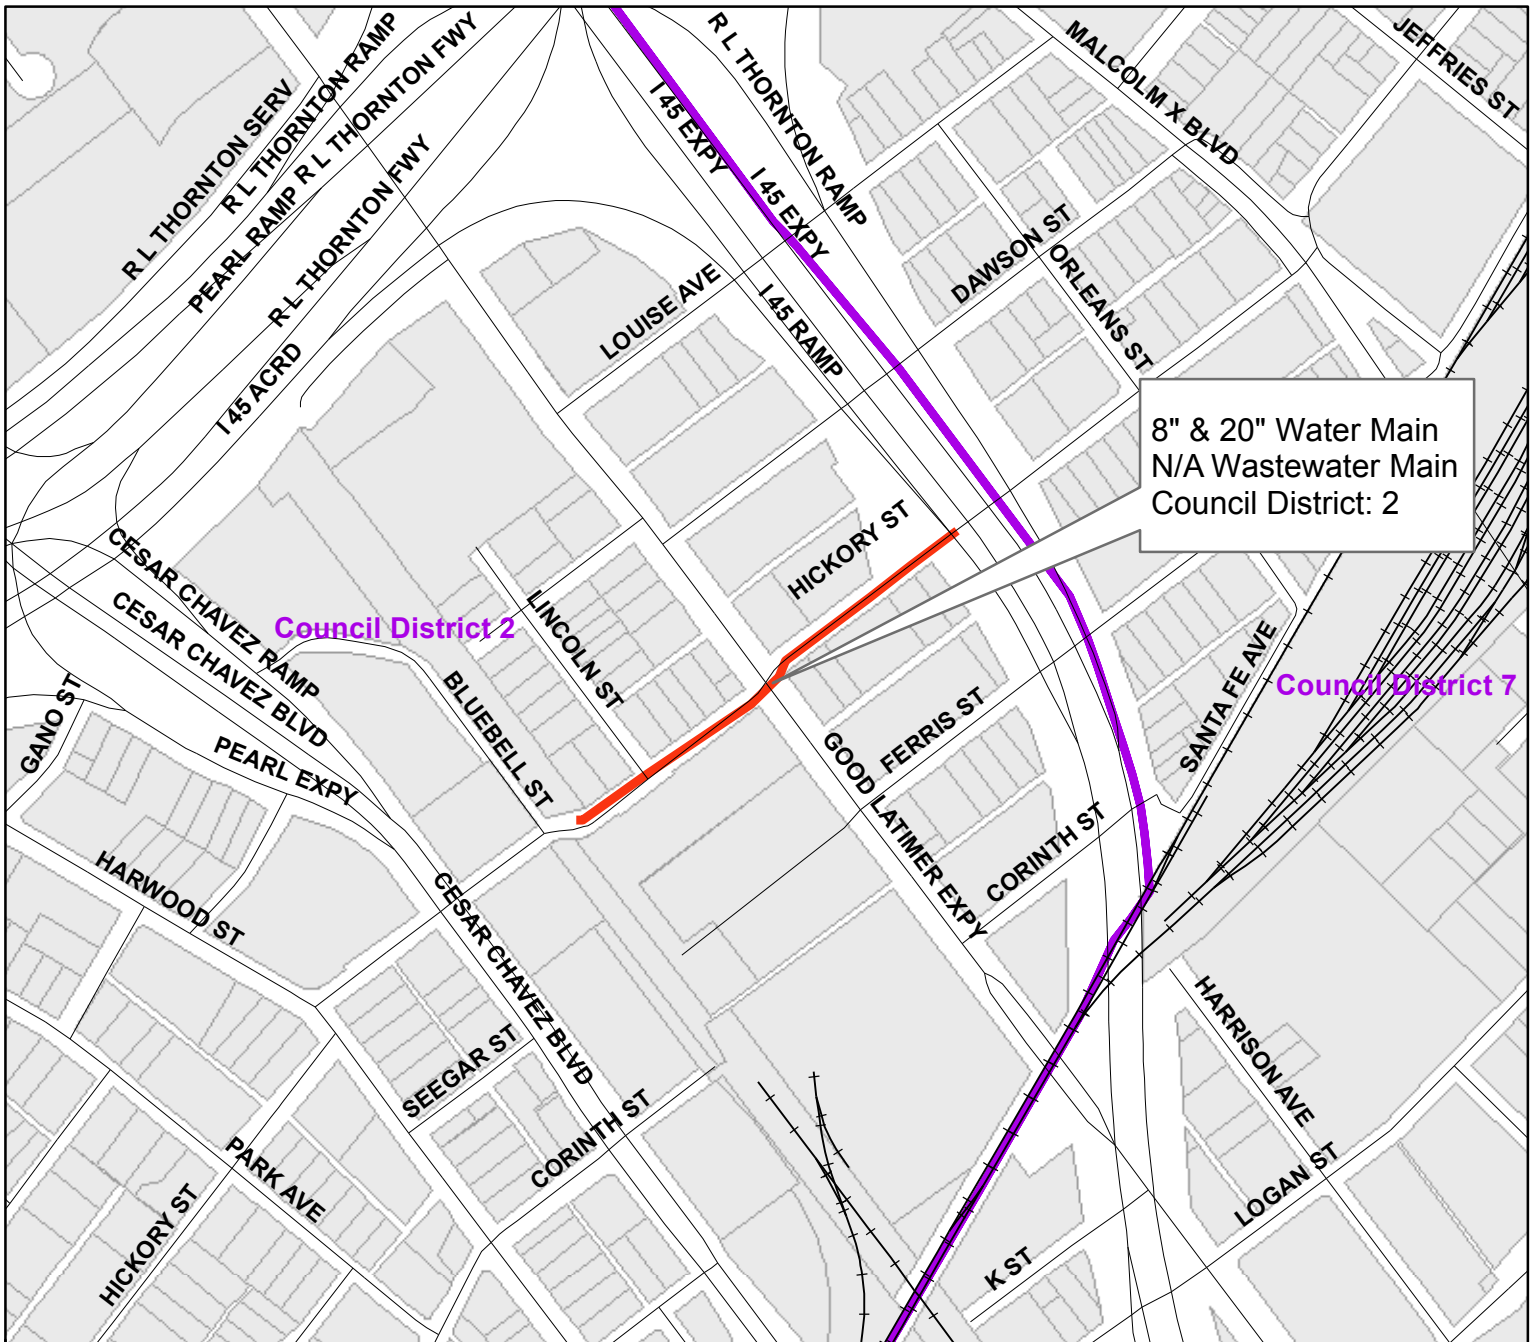 R L THORNTON SERV
R L THORNTON RAMP
PEARL RAMP R L THORNTON FWY
R L THORNTON FWY
I 45 ACRD
I 45 EXPY
R L THORNTON RAMP
I 45 EXPY
I 45 RAMP
MALCOLM X BLVD
JEFFRIES ST
LOUISE AVE
DAWSON ST
ORLEANS ST
8" & 20" Water Main
N/A Wastewater Main
Council District: 2
HICKORY ST
CESAR CHAVEZ RAMP
CESAR CHAVEZ BLVD
Council District 2
LINCOLN ST
BLUEBELL ST
GANO ST
PEARL EXPY
FERRIS ST
SANTA FE AVE
Council District 7
GOOD LATIMER EXPY
CORINTH ST
HARWOOD ST
CESAR CHAVEZ BLVD
SEEGAR ST
CORINTH ST
HARRISON AVE
PARK AVE
HICKORY ST
LOGAN ST
K ST